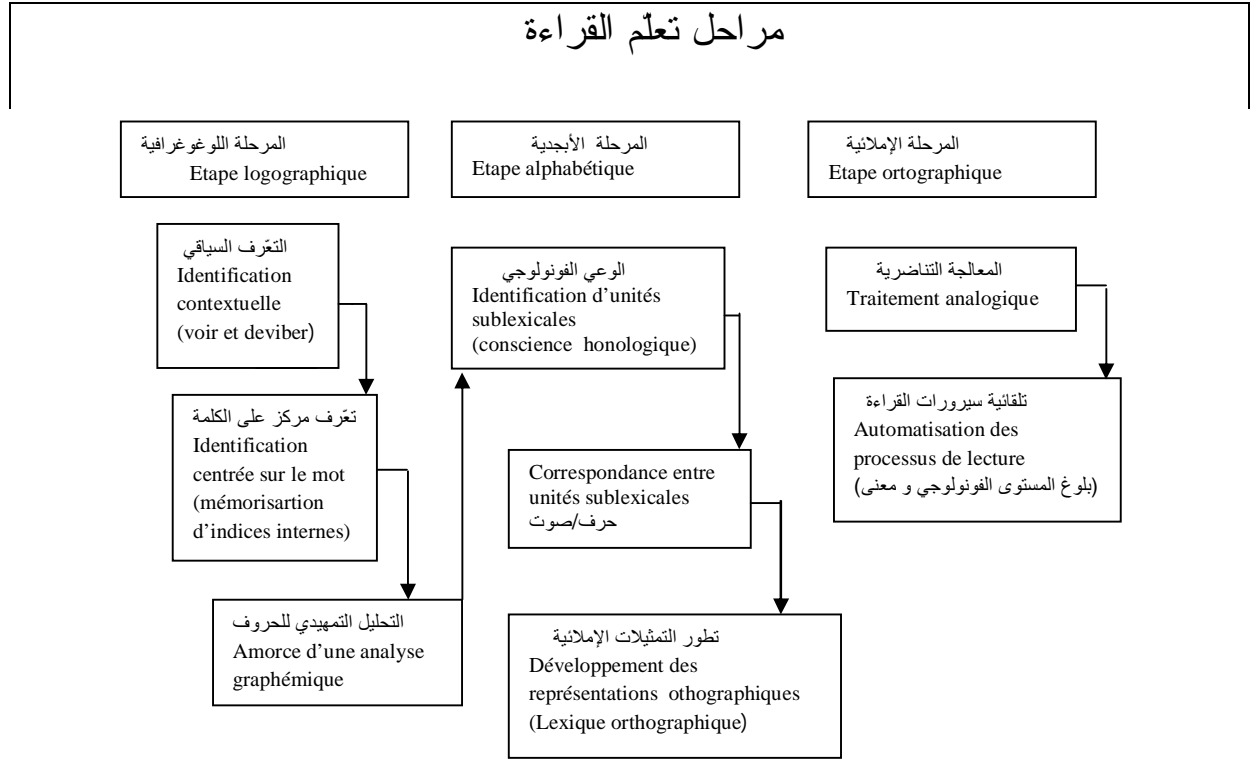 مراحل تعلّم القراءة
المرحلة اللوغوغرافية
Etape logographique
المرحلة الأبجدية
Etape alphabétique
المرحلة الإملائية
Etape ortographique
التعّرف السياقي
Identification
contextuelle
(voir et deviber)
تعّرف مركز على الكلمة
Identification
centrée sur le mot
(mémorisartion
d’indices internes)
التحليل التمهيدي للحروف
Amorce d’une analyse
graphémique
الوعي الفونولوجي
Identification d’unités
sublexicales
(conscience honologique)
Correspondance entre
unités sublexicales
حرف/صوت
تطور التمثيلات الإملائية
Développement des
représentations othographiques
(Lexique orthographique)
المعالجة التناضرية
Traitement analogique
تلقائية سيرورات القراءة
Automatisation des
processus de lecture
(بلوغ المستوى الفونولوجي و معنى)